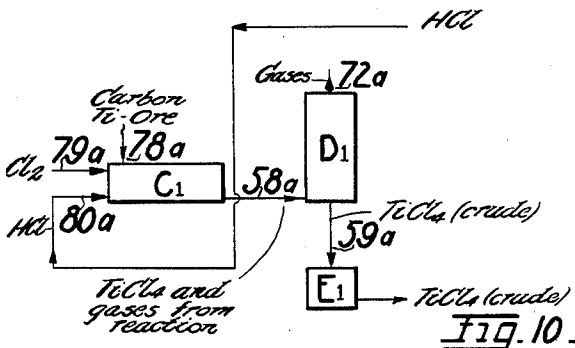 HCl
Gases
72a
Carbon
Ti-Ore
D1
Cl2
79a
78a
C1
58a
HCl
80a
TiCl4 (crude)
59a
TiCl4 and
gases from
reaction
E1
TiCl4 (crude)
Fig. 10.